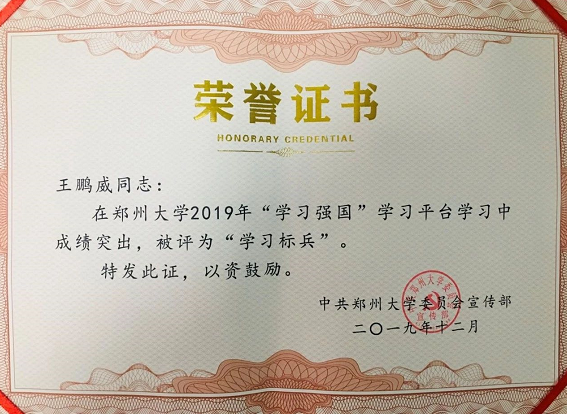 荣誉证书
HONORARY CREDENTIAL
王鹏威同志：
在郑州大学2019年“学习强国”学习平台学习中
成绩突出，被评为“学习标兵”。
特发此证，以资鼓励。
中共郑州大学委员会宣传部
二〇一九年十二月